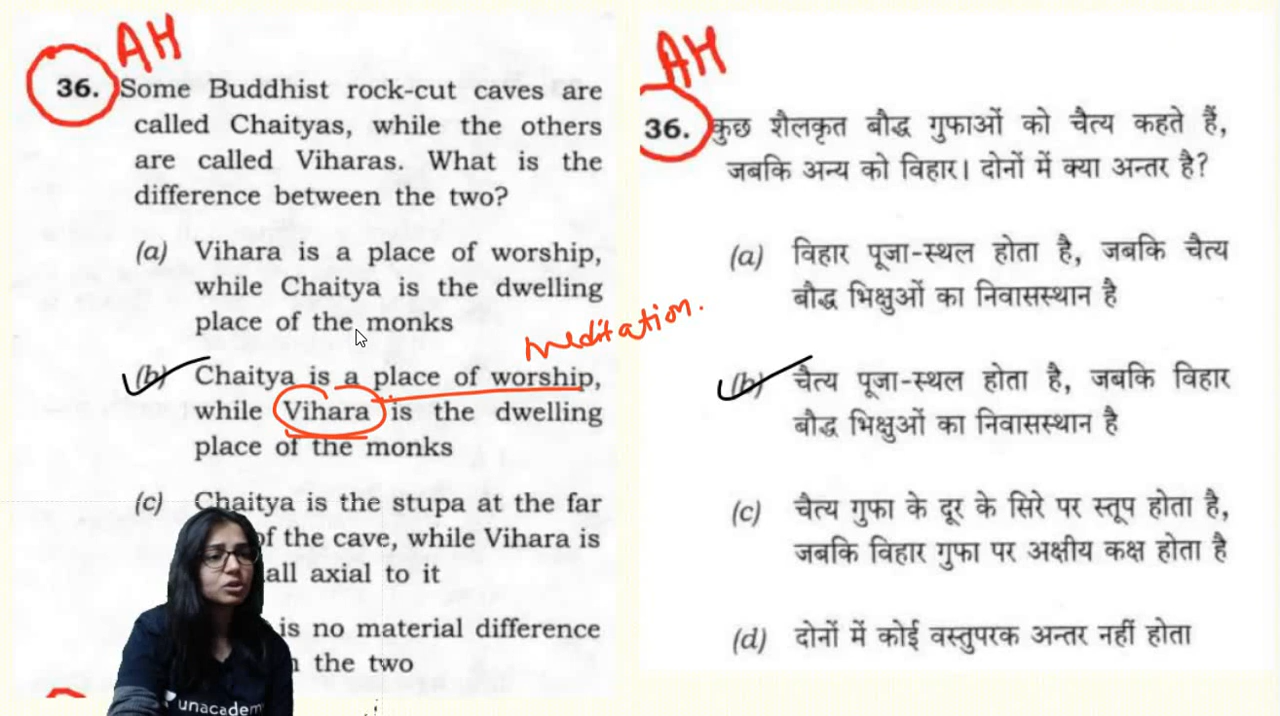 AH
36. Some Buddhist rock-cut caves are
called Chaityas, while the others
are called Viharas. What is the
difference between the two?
(a) Vihara is a place of worship,
while Chaitya is the dwelling
place of the monks
meditation.
(b) Chaitya is a place of worship,
while Vihara is the dwelling
place of the monks
(c) Chaitya is the stupa at the far
of the cave, while Vihara is
axial to it
is no material difference
the two
unacademy
AH
36. कुछ शैलकृत बौद्ध गुफाओं को चैत्य कहते हैं,
जबकि अन्य को विहार। दोनों में क्या अन्तर है?
(a) विहार पूजा-स्थल होता है, जबकि चैत्य
बौद्ध भिक्षुओं का निवासस्थान है
(b) चैत्य पूजा-स्थल होता है, जबकि विहार
बौद्ध भिक्षुओं का निवासस्थान है
(c) चैत्य गुफा के दूर के सिरे पर स्तूप होता है,
जबकि विहार गुफा पर अक्षीय कक्ष होता है
(d) दोनों में कोई वस्तुपरक अन्तर नहीं होता